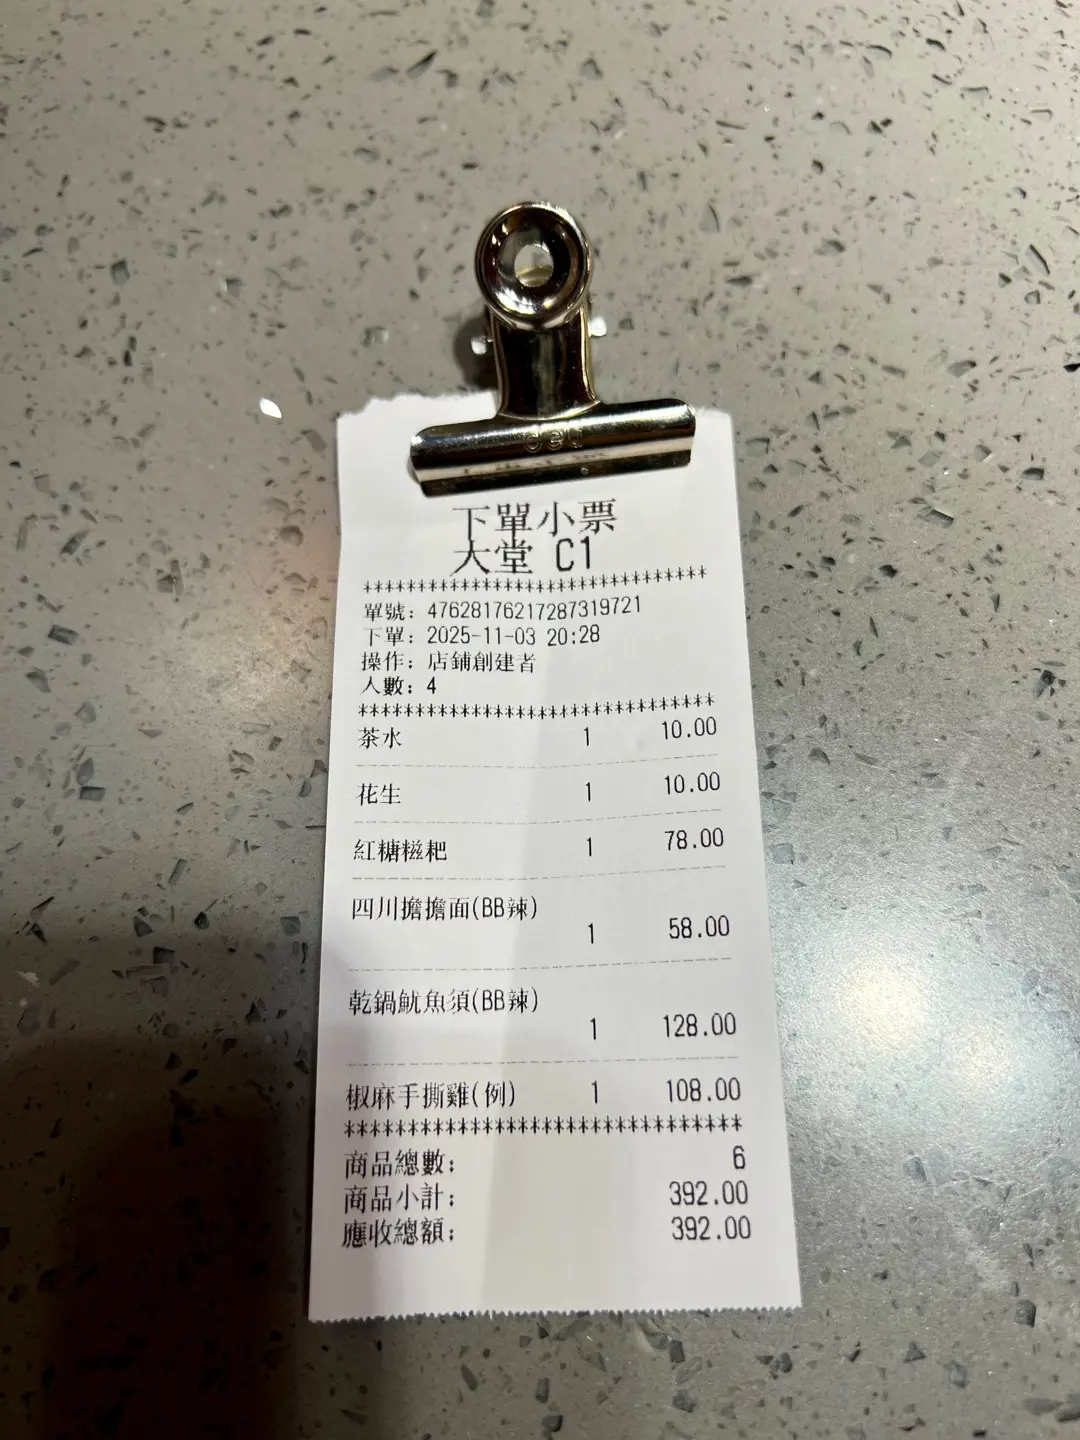 deli
下單小票
大堂 C1
*******************************
單號: 47628176217287319721
下單: 2025-11-03 20:28
操作: 店鋪創建者
人數: 4
*******************************
茶水 1 10.00
花生 1 10.00
紅糖糍粑 1 78.00
四川擔擔面(BB辣)
1 58.00
乾鍋魷魚須(BB辣)
1 128.00
椒麻手撕雞(例) 1 108.00
*******************************
商品總數: 6
商品小計: 392.00
應收總額: 392.00